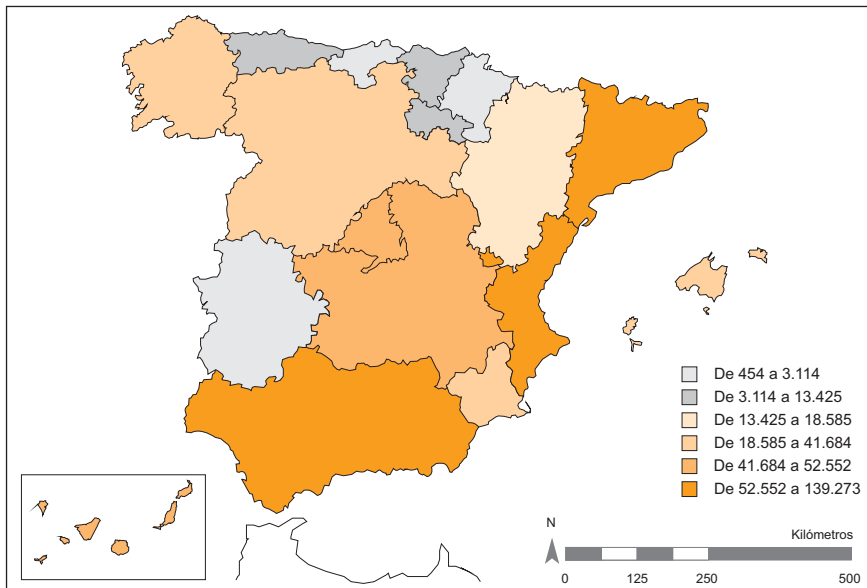 De 454 a 3.114
De 3.114 a 13.425
De 13.425 a 18.585
De 18.585 a 41.684
De 41.684 a 52.552
De 52.552 a 139.273
N
Kilómetros
0 125 250 500